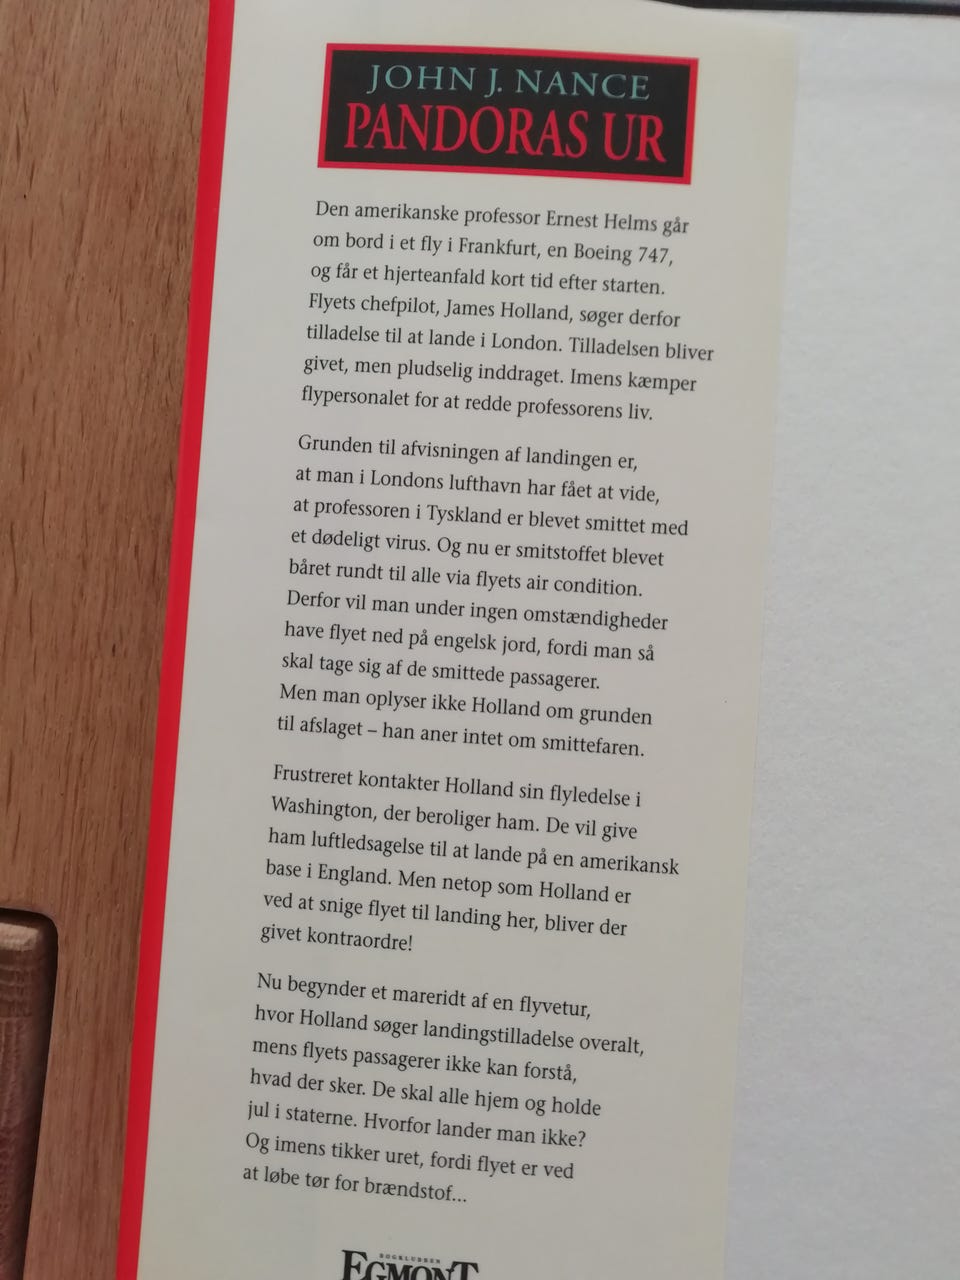 JOHN J. NANCE
PANDORAS UR
Den amerikanske professor Ernest Helms går
om bord i et fly i Frankfurt, en Boeing 747,
og får et hjerteanfald kort tid efter starten.
Flyets chefpilot, James Holland, søger derfor
tilladelse til at lande i London. Tilladelsen bliver
givet, men pludselig inddraget. Imens kæmper
flypersonalet for at redde professorens liv.
Grunden til afvisningen af landingen er,
at man i Londons lufthavn har fået at vide,
at professoren i Tyskland er blevet smittet med
et dødeligt virus. Og nu er smitstoffet blevet
båret rundt til alle via flyets air condition.
Derfor vil man under ingen omstændigheder
have flyet ned på engelsk jord, fordi man så
skal tage sig af de smittede passagerer.
Men man oplyser ikke Holland om grunden
til afslaget – han aner intet om smittefaren.
Frustreret kontakter Holland sin flyledelse i
Washington, der beroliger ham. De vil give
ham luftledsagelse til at lande på en amerikansk
base i England. Men netop som Holland er
ved at snige flyet til landing her, bliver der
givet kontraordre!
Nu begynder et mareridt af en flyvetur,
hvor Holland søger landingstilladelse overalt,
mens flyets passagerer ikke kan forstå,
hvad der sker. De skal alle hjem og holde
jul i staterne. Hvorfor lander man ikke?
Og imens tikker uret, fordi flyet er ved
at løbe tør for brændstof...
BOGKLUBBEN
EGMONT